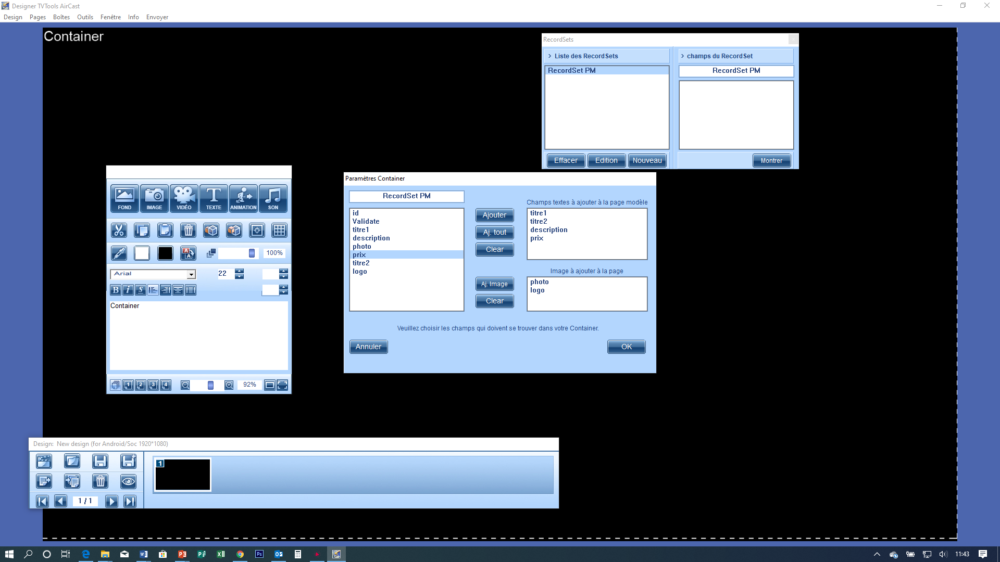 Designer TVTools AirCast
Design Pages Boîtes Outils Fenêtre Info Envoyer
Container
RecordSets
> Liste des RecordSets
RecordSet PM
Effacer Edition Nouveau
> champs du RecordSet
RecordSet PM
Montrer
FOND IMAGE VIDÉO TEXTE ANIMATION SON
100%
Arial 22
B i S
Container
1 2 3 4 92%
Paramètres Container
RecordSet PM
id
Validate
titre1
description
photo
prix
titre2
logo
Ajouter
Aj. tout
Clear
Aj. Image
Clear
Champs textes à ajouter à la page modèle
titre1
titre2
description
prix
Image à ajouter à la page
photo
logo
Veuillez choisir les champs qui doivent se trouver dans votre Container.
Annuler OK
Design: New design (for Android/Soc 1920*1080)
1
1 / 1
11:43